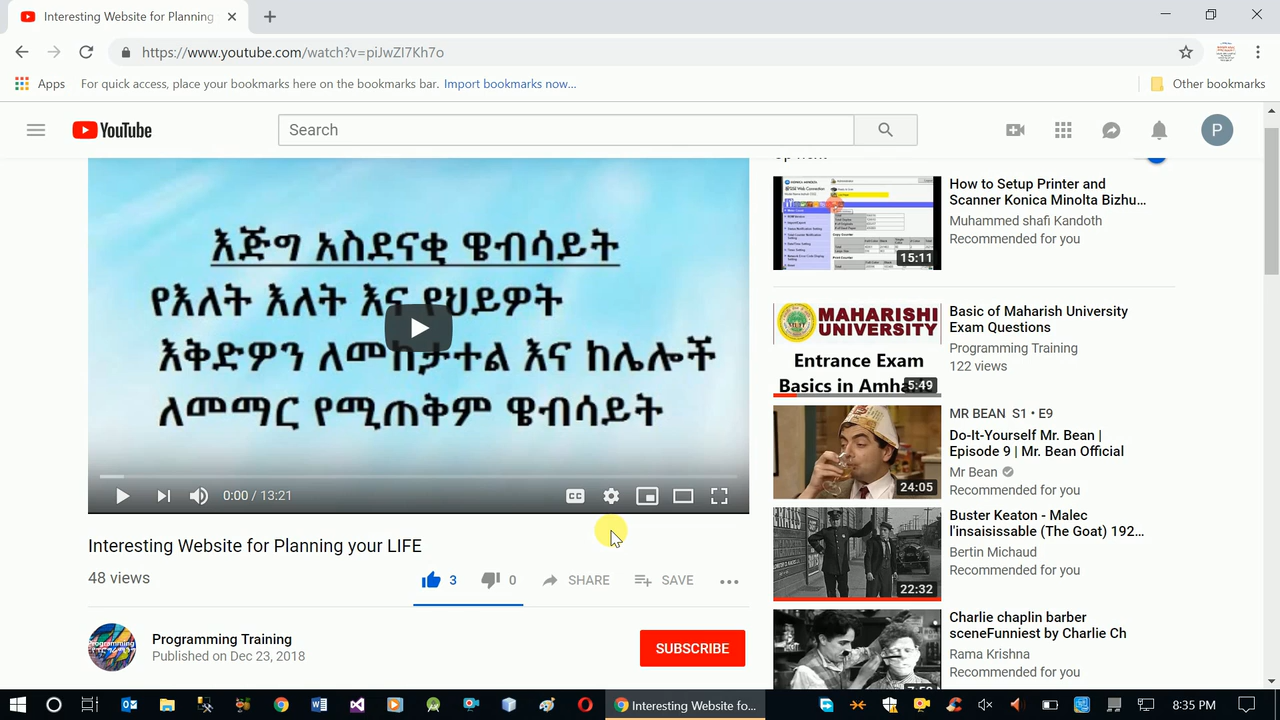 Interesting Website for Planning
https://www.youtube.com/watch?v=piJwZI7Kh7o
Apps For quick access, place your bookmarks here on the bookmarks bar. Import bookmarks now... Other bookmarks
YouTube
Search
P
እጅግ አስደናቂ ዌብሳይት
የእለት እለት እና የህይዎት
እቅድዎን ለመከታተል እና ከሌሎች
ለመማር የሚጠቅም ዌብሳይት
0:00 / 13:21
CC
Interesting Website for Planning your LIFE
48 views
3 0 SHARE SAVE
Programming Training
Published on Dec 23, 2018
SUBSCRIBE
Up next
How to Setup Printer and
Scanner Konica Minolta Bizhu...
Muhammed shafi Kandoth
Recommended for you
15:11
MAHARISHI
UNIVERSITY
Entrance Exam
Basics in Amha
5:49
Basic of Maharish University
Exam Questions
Programming Training
122 views
MR BEAN S1 • E9
Do-It-Yourself Mr. Bean |
Episode 9 | Mr. Bean Official
Mr Bean
Recommended for you
24:05
Buster Keaton - Malec
l'insaisissable (The Goat) 192...
Bertin Michaud
Recommended for you
22:32
Charlie chaplin barber
sceneFunniest by Charlie Ch
Rama Krishna
Recommended for you
Interesting Website fo...
8:35 PM